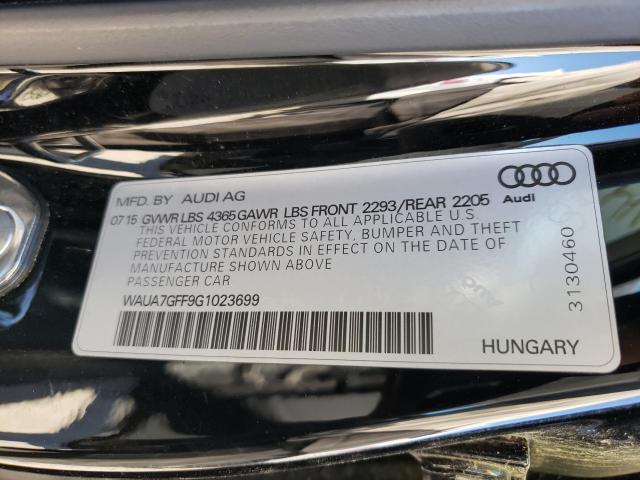 MFD. BY AUDI AG
Audi
07 15 GVWR LBS 4365 GAWR LBS FRONT 2293/REAR 2205
THIS VEHICLE CONFORMS TO ALL APPLICABLE U.S.
FEDERAL MOTOR VEHICLE SAFETY, BUMPER AND THEFT
PREVENTION STANDARDS IN EFFECT ON THE DATE OF
MANUFACTURE SHOWN ABOVE
PASSENGER CAR
WAUA7GFF9G1023699
HUNGARY
3130460